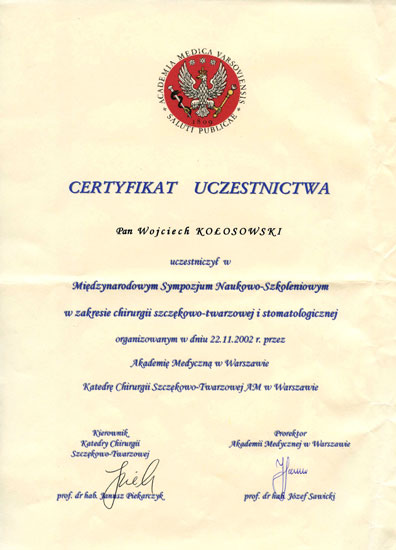 ACADEMIA MEDICA VARSOVIENSIS
SALUTI PUBLICAE
1809
CERTYFIKAT UCZESTNICTWA
Pan Wojciech KOŁOSOWSKI
uczestniczył w
Międzynarodowym Sympozjum Naukowo-Szkoleniowym
w zakresie chirurgii szczękowo-twarzowej i stomatologicznej
organizowanym w dniu 22.11.2002 r. przez
Akademię Medyczną w Warszawie
Katedrę Chirurgii Szczękowo-Twarzowej AM w Warszawie
Kierownik
Katedry Chirurgii
Szczękowo-Twarzowej
prof. dr hab. Janusz Piekarczyk
Prorektor
Akademii Medycznej w Warszawie
prof. dr hab. Józef Sawicki